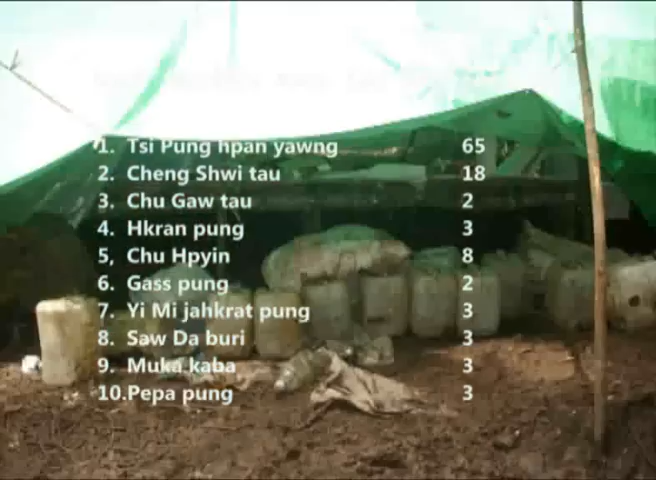 1. Tsi Pung hpan yawng 65
2. Cheng Shwi tau 18
3, Chu Gaw tau 2
4. Hkran pung 3
5, Chu Hpyin 8
6. Gass pung 2
7. Yi Mi jahkrat pung 3
8. Saw Da buri 3
9. Muka kaba 3
10.Pepa pung 3